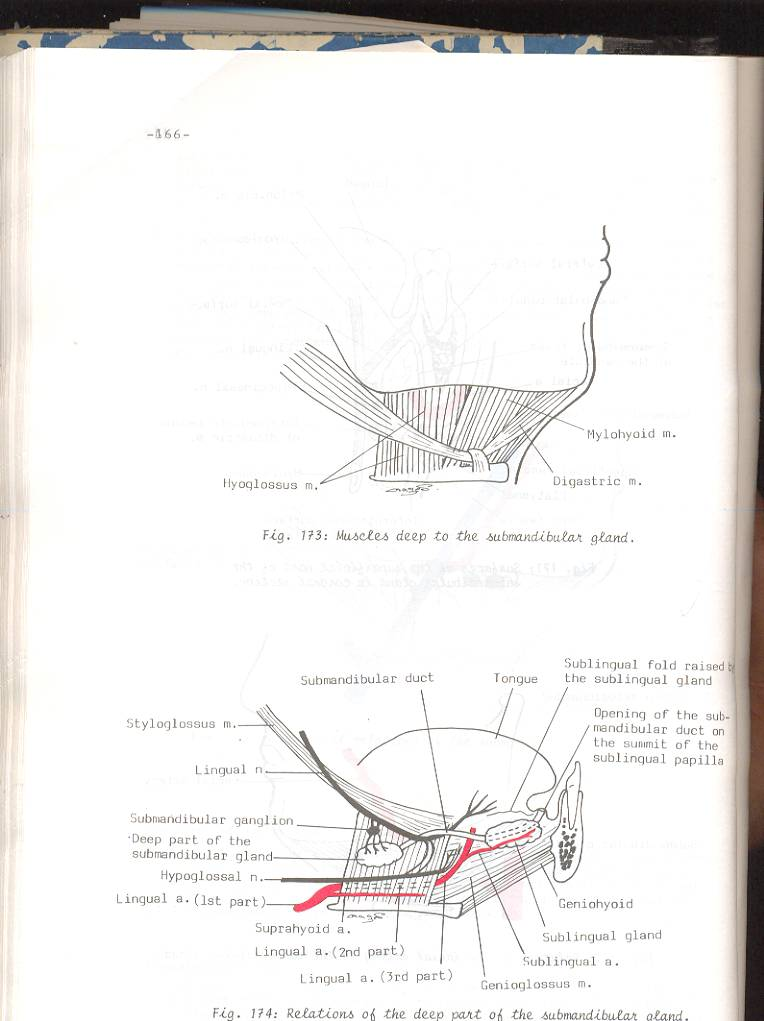 -166-
Mylohyoid m.
Hyoglossus m.
Digastric m.
Fig. 173: Muscles deep to the submandibular gland.
Submandibular duct
Tongue
Sublingual fold raised by
the sublingual gland
Styloglossus m.
Opening of the sub-
mandibular duct on
the summit of the
sublingual papilla
Lingual n.
Submandibular ganglion
Deep part of the
submandibular gland
Hypoglossal n.
Lingual a.(1st part)
Suprahyoid a.
Lingual a.(2nd part)
Lingual a.(3rd part)
Geniohyoid
Sublingual gland
Sublingual a.
Genioglossus m.
Fig. 174: Relations of the deep part of the submandibular gland.